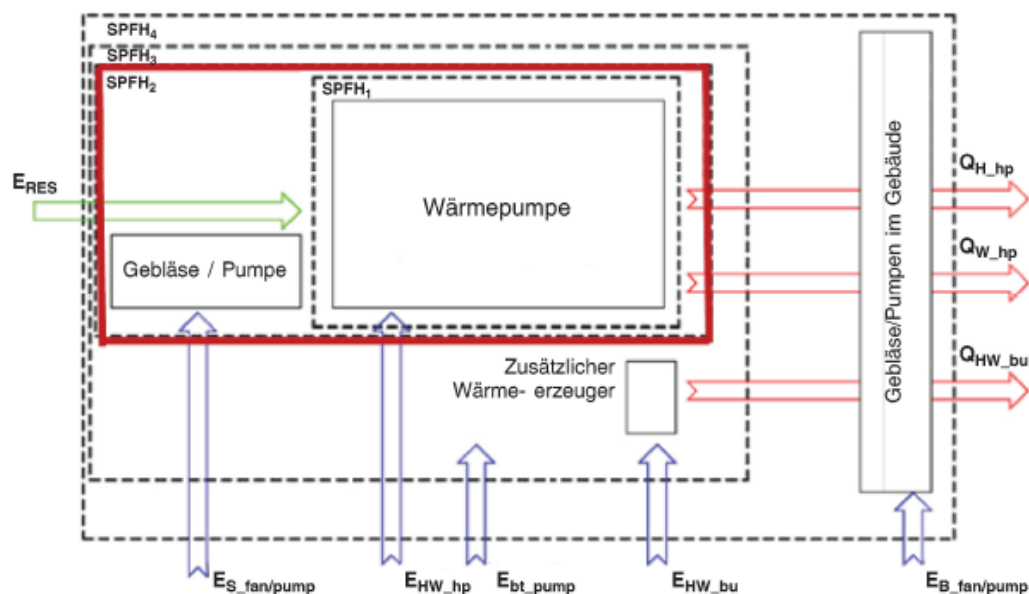 SPFH4
SPFH3
SPFH2
SPFH1
ERES
Wärmepumpe
Gebläse / Pumpe
Zusätzlicher
Wärme- erzeuger
Gebläse/Pumpen im Gebäude
QH_hp
QW_hp
QHW_bu
ES_fan/pump
EHW_hp
Ebt_pump
EHW_bu
EB_fan/pump